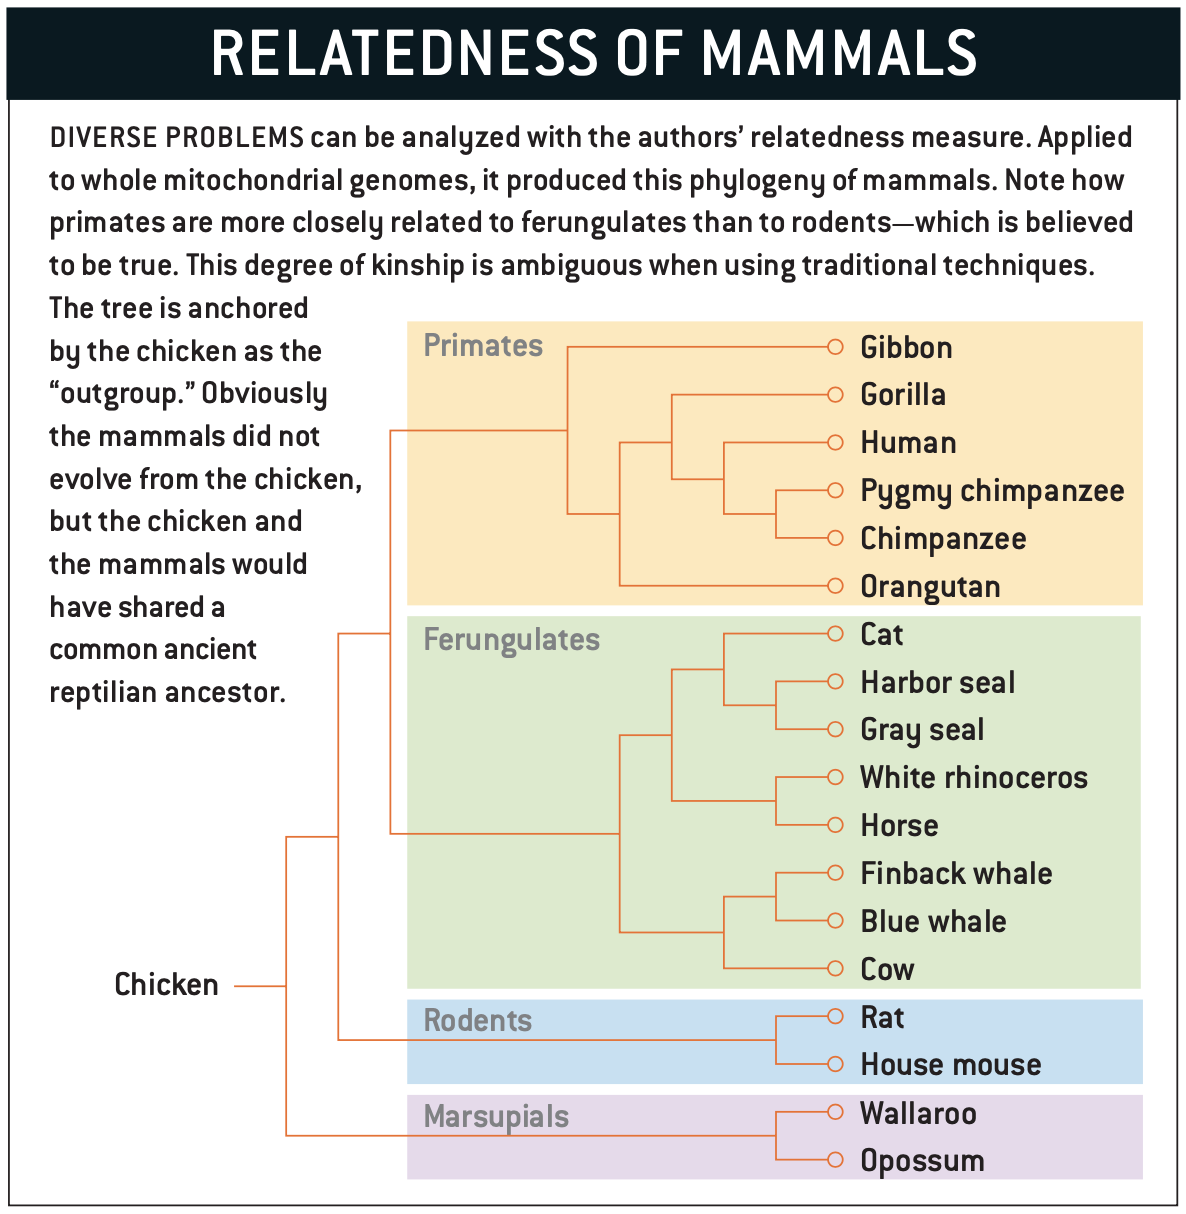 RELATEDNESS OF MAMMALS
DIVERSE PROBLEMS can be analyzed with the authors’ relatedness measure. Applied
to whole mitochondrial genomes, it produced this phylogeny of mammals. Note how
primates are more closely related to ferungulates than to rodents—which is believed
to be true. This degree of kinship is ambiguous when using traditional techniques.
The tree is anchored
by the chicken as the
“outgroup.” Obviously
the mammals did not
evolve from the chicken,
but the chicken and
the mammals would
have shared a
common ancient
reptilian ancestor.
Primates
Gibbon
Gorilla
Human
Pygmy chimpanzee
Chimpanzee
Orangutan
Ferungulates
Cat
Harbor seal
Gray seal
White rhinoceros
Horse
Finback whale
Blue whale
Cow
Chicken
Rodents
Rat
House mouse
Marsupials
Wallaroo
Opossum